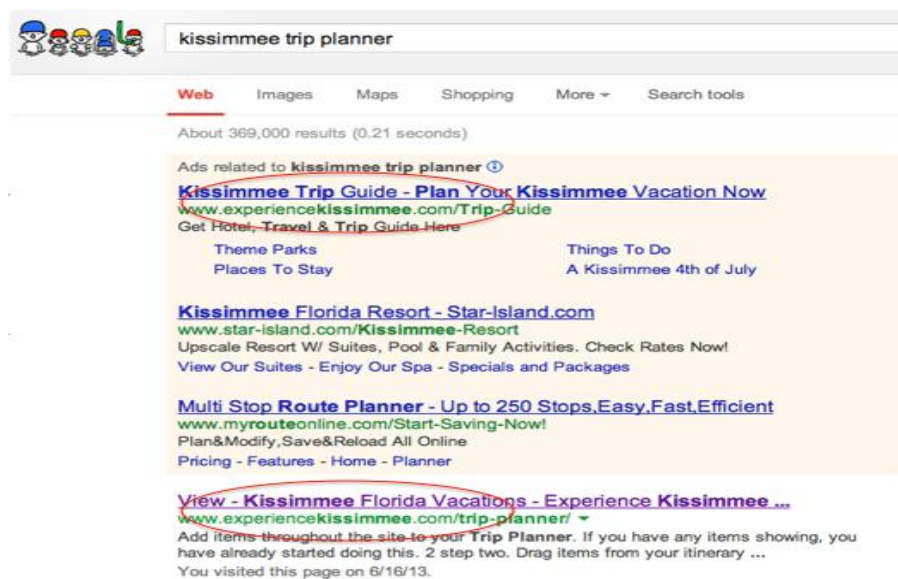 kissimmee trip planner
Web Images Maps Shopping More Search tools
About 369,000 results (0.21 seconds)
Ads related to kissimmee trip planner
Kissimmee Trip Guide - Plan Your Kissimmee Vacation Now
www.experiencekissimmee.com/Trip-Guide
Get Hotel, Travel & Trip Guide Here
Theme Parks Things To Do
Places To Stay A Kissimmee 4th of July
Kissimmee Florida Resort - Star-Island.com
www.star-island.com/Kissimmee-Resort
Upscale Resort W/ Suites, Pool & Family Activities. Check Rates Now!
View Our Suites - Enjoy Our Spa - Specials and Packages
Multi Stop Route Planner - Up to 250 Stops,Easy,Fast,Efficient
www.myrouteonline.com/Start-Saving-Now!
Plan&Modify,Save&Reload All Online
Pricing - Features - Home - Planner
View - Kissimmee Florida Vacations - Experience Kissimmee ...
www.experiencekissimmee.com/trip-planner/
Add items throughout the site to your Trip Planner. If you have any items showing, you
have already started doing this. 2 step two. Drag items from your itinerary ...
You visited this page on 6/16/13.